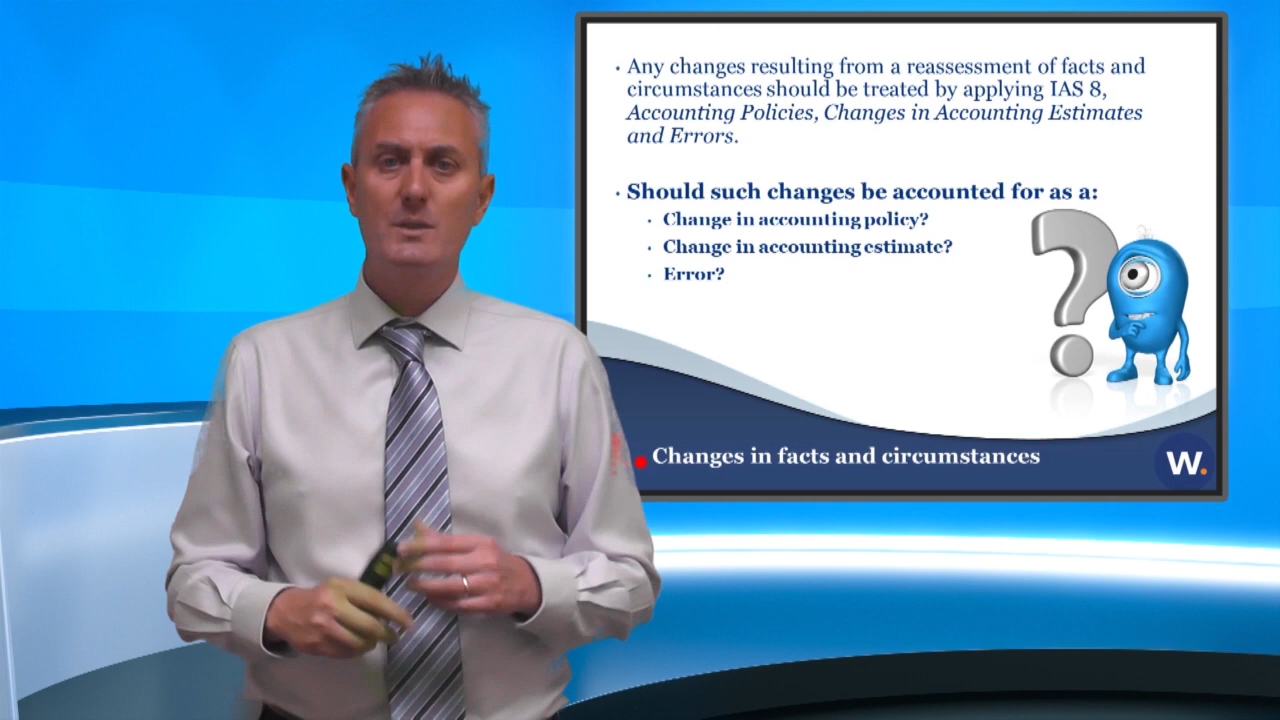 · Any changes resulting from a reassessment of facts and
circumstances should be treated by applying IAS 8,
Accounting Policies, Changes in Accounting Estimates
and Errors.
· Should such changes be accounted for as a:
· Change in accounting policy?
· Change in accounting estimate?
· Error?
Changes in facts and circumstances
W.